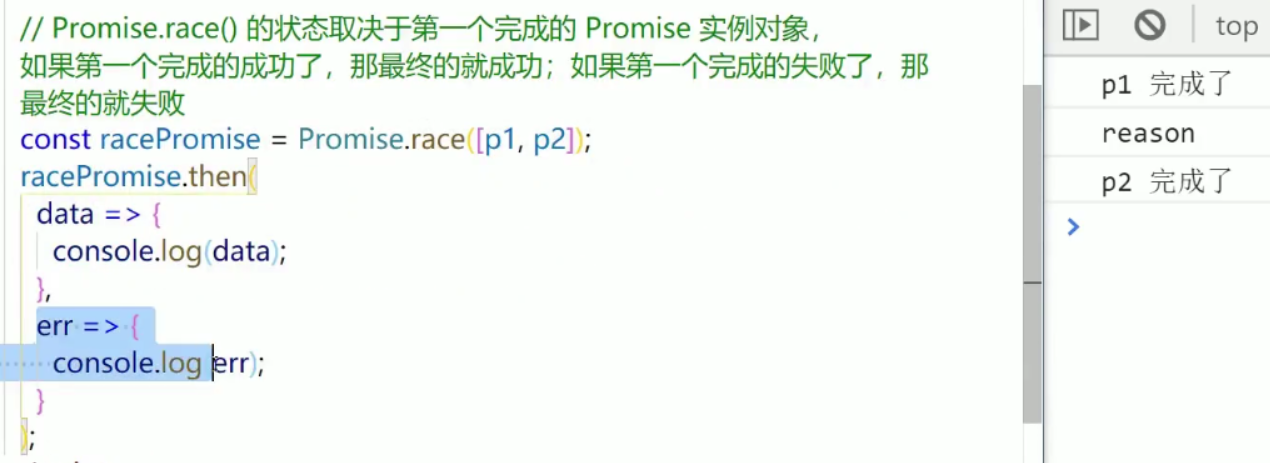 // Promise.race() 的状态取决于第一个完成的 Promise 实例对象，
如果第一个完成的成功了，那最终的就成功；如果第一个完成的失败了，那
最终的就失败
const racePromise = Promise.race([p1, p2]);
racePromise.then(
data => {
console.log(data);
},
err => {
console.log(err);
}
);
top
p1 完成了
reason
p2 完成了